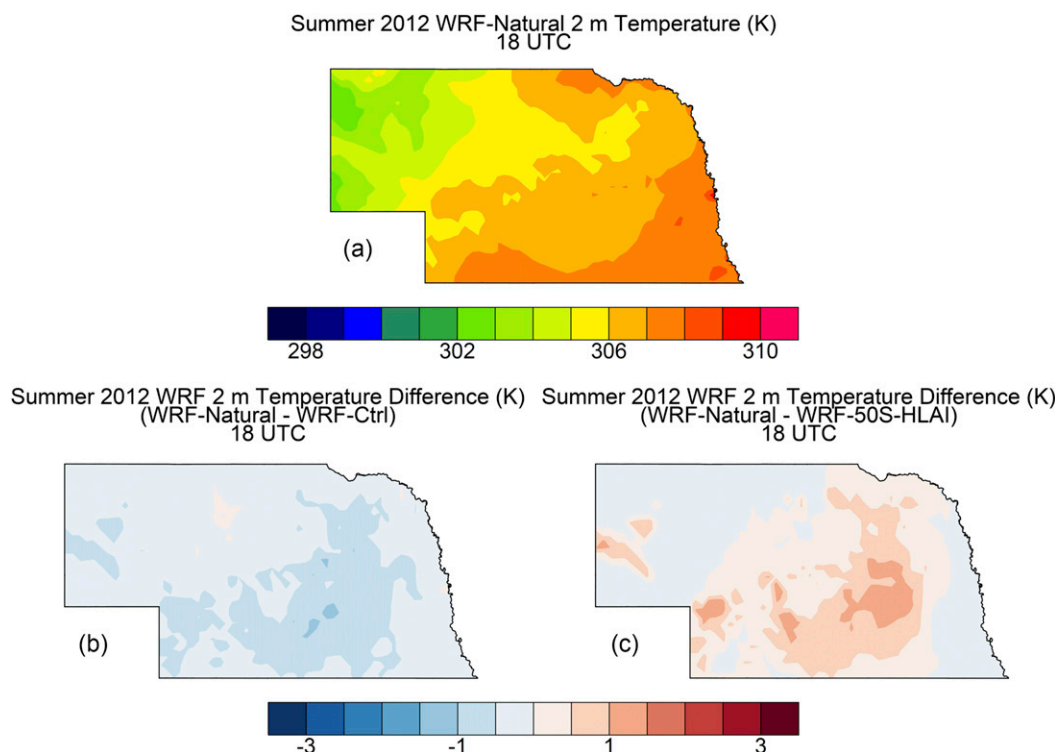 Summer 2012 WRF-Natural 2 m Temperature (K)
18 UTC
(a)
298 302 306 310
Summer 2012 WRF 2 m Temperature Difference (K)
(WRF-Natural - WRF-Ctrl)
18 UTC
(b)
Summer 2012 WRF 2 m Temperature Difference (K)
(WRF-Natural - WRF-50S-HLAI)
18 UTC
(c)
-3 -1 1 3